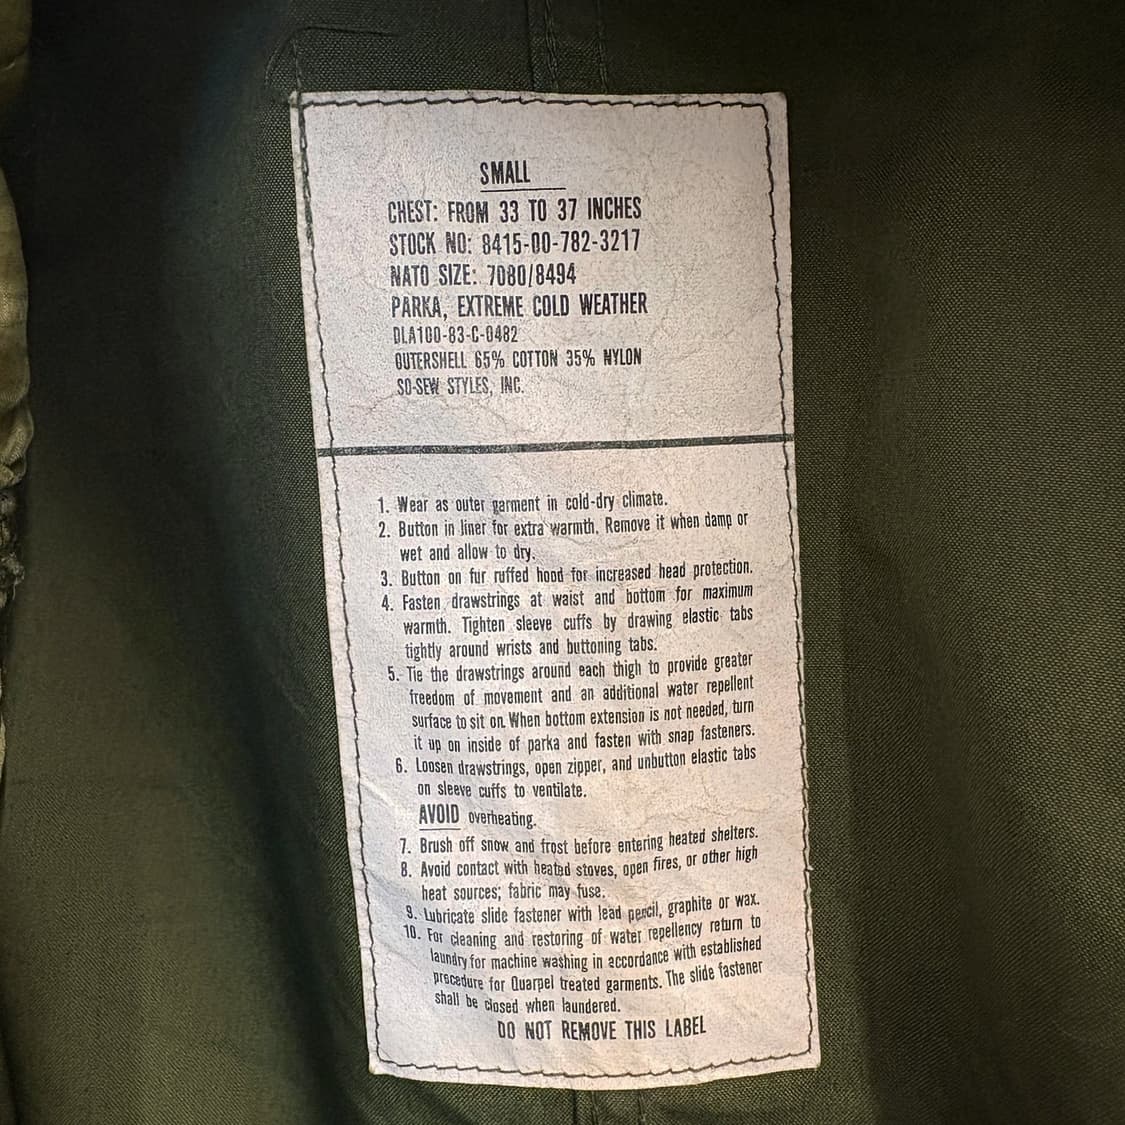 SMALL
CHEST: FROM 33 TO 37 INCHES
STOCK NO: 8415-00-782-3217
NATO SIZE: 7080/8494
PARKA, EXTREME COLD WEATHER
DLA100-83-C-0482
OUTERSHELL 65% COTTON 35% NYLON
SO-SEW STYLES, INC.
1. Wear as outer garment in cold-dry climate.
2. Button in liner for extra warmth. Remove it when damp or
wet and allow to dry.
3. Button on fur ruffed hood for increased head protection.
4. Fasten drawstrings at waist and bottom for maximum
warmth. Tighten sleeve cuffs by drawing elastic tabs
tightly around wrists and buttoning tabs.
5. Tie the drawstrings around each thigh to provide greater
freedom of movement and an additional water repellent
surface to sit on. When bottom extension is not needed, turn
it up on inside of parka and fasten with snap fasteners.
6. Loosen drawstrings, open zipper, and unbutton elastic tabs
on sleeve cuffs to ventilate.
AVOID overheating.
7. Brush off snow and frost before entering heated shelters.
8. Avoid contact with heated stoves, open fires, or other high
heat sources; fabric may fuse.
9. Lubricate slide fastener with lead pencil, graphite or wax.
10. For cleaning and restoring of water repellency return to
laundry for machine washing in accordance with established
procedure for Quarpel treated garments. The slide fastener
shall be closed when laundered.
DO NOT REMOVE THIS LABEL